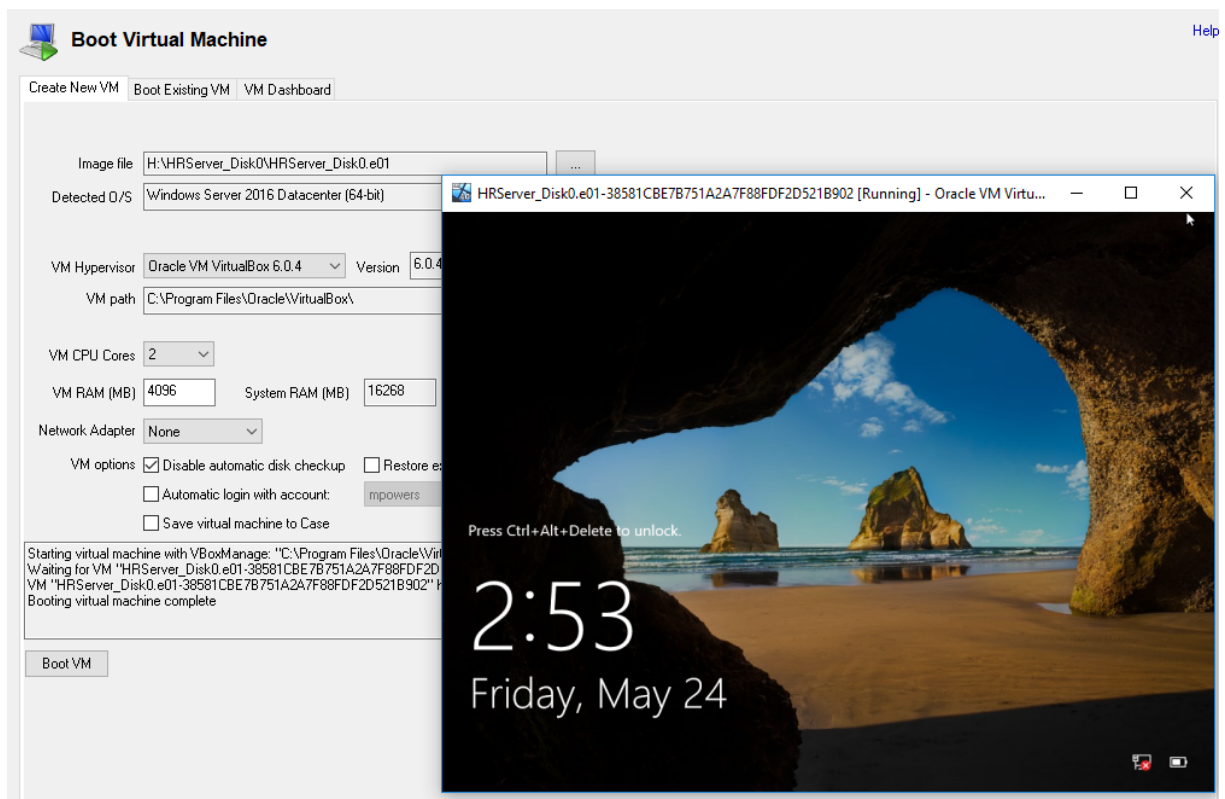 Boot Virtual Machine
Help
Create New VM Boot Existing VM VM Dashboard
Image file H:\HRServer_Disk0\HRServer_Disk0.e01 ...
Detected O/S Windows Server 2016 Datacenter (64-bit)
VM Hypervisor Oracle VM VirtualBox 6.0.4 Version 6.0.4
VM path C:\Program Files\Oracle\VirtualBox\
VM CPU Cores 2
VM RAM (MB) 4096 System RAM (MB) 16268
Network Adapter None
VM options Disable automatic disk checkup Restore
Automatic login with account: mpowers
Save virtual machine to Case
Starting virtual machine with VBoxManage: "C:\Program Files\Oracle\Virt
Waiting for VM "HRServer_Disk0.e01-38581CBE7B751A2A7F88FDF2D
VM "HRServer_Disk0.e01-38581CBE7B751A2A7F88FDF2D521B902"
Booting virtual machine complete
Boot VM
HRServer_Disk0.e01-38581CBE7B751A2A7F88FDF2D521B902 [Running] - Oracle VM Virtu...
Press Ctrl+Alt+Delete to unlock.
2:53
Friday, May 24